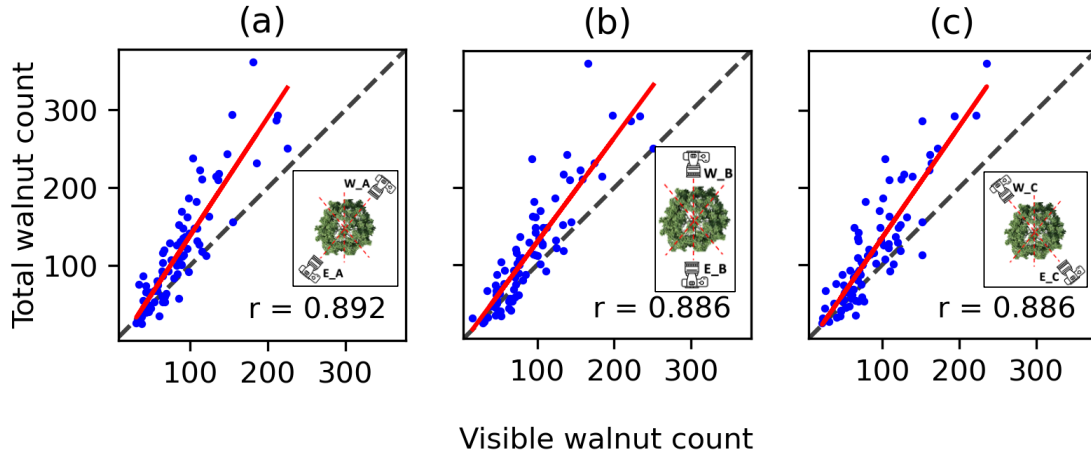 (a)
(b)
(c)
Total walnut count
300
200
100
W_A
E_A
r = 0.892
W_B
E_B
r = 0.886
W_C
E_C
r = 0.886
100 200 300
100 200 300
100 200 300
Visible walnut count